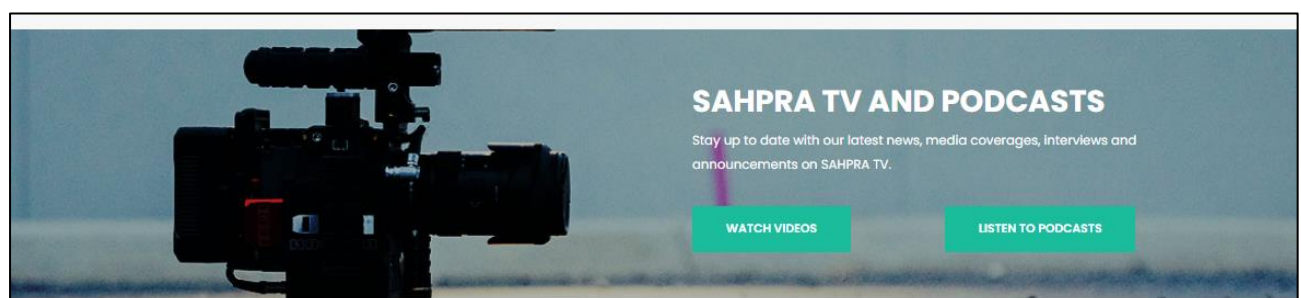 SAHPRA TV AND PODCASTS
Stay up to date with our latest news, media coverages, interviews and
announcements on SAHPRA TV.
WATCH VIDEOS
LISTEN TO PODCASTS